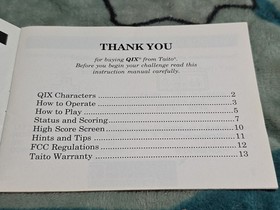 THANK YOU
for buying QIX® from Taito®.
Before you begin your challenge read this
instruction manual carefully.
QIX Characters 2
How to Operate 3
How to Play 5
Status and Scoring 7
High Score Screen 10
Hints and Tips 11
FCC Regulations 12
Taito Warranty 13